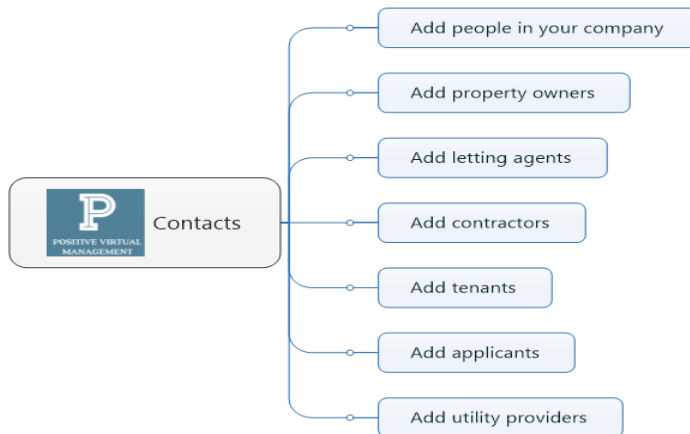 Add people in your company
Add property owners
Add letting agents
P
POSITIVE VIRTUAL
MANAGEMENT
Contacts
Add contractors
Add tenants
Add applicants
Add utility providers